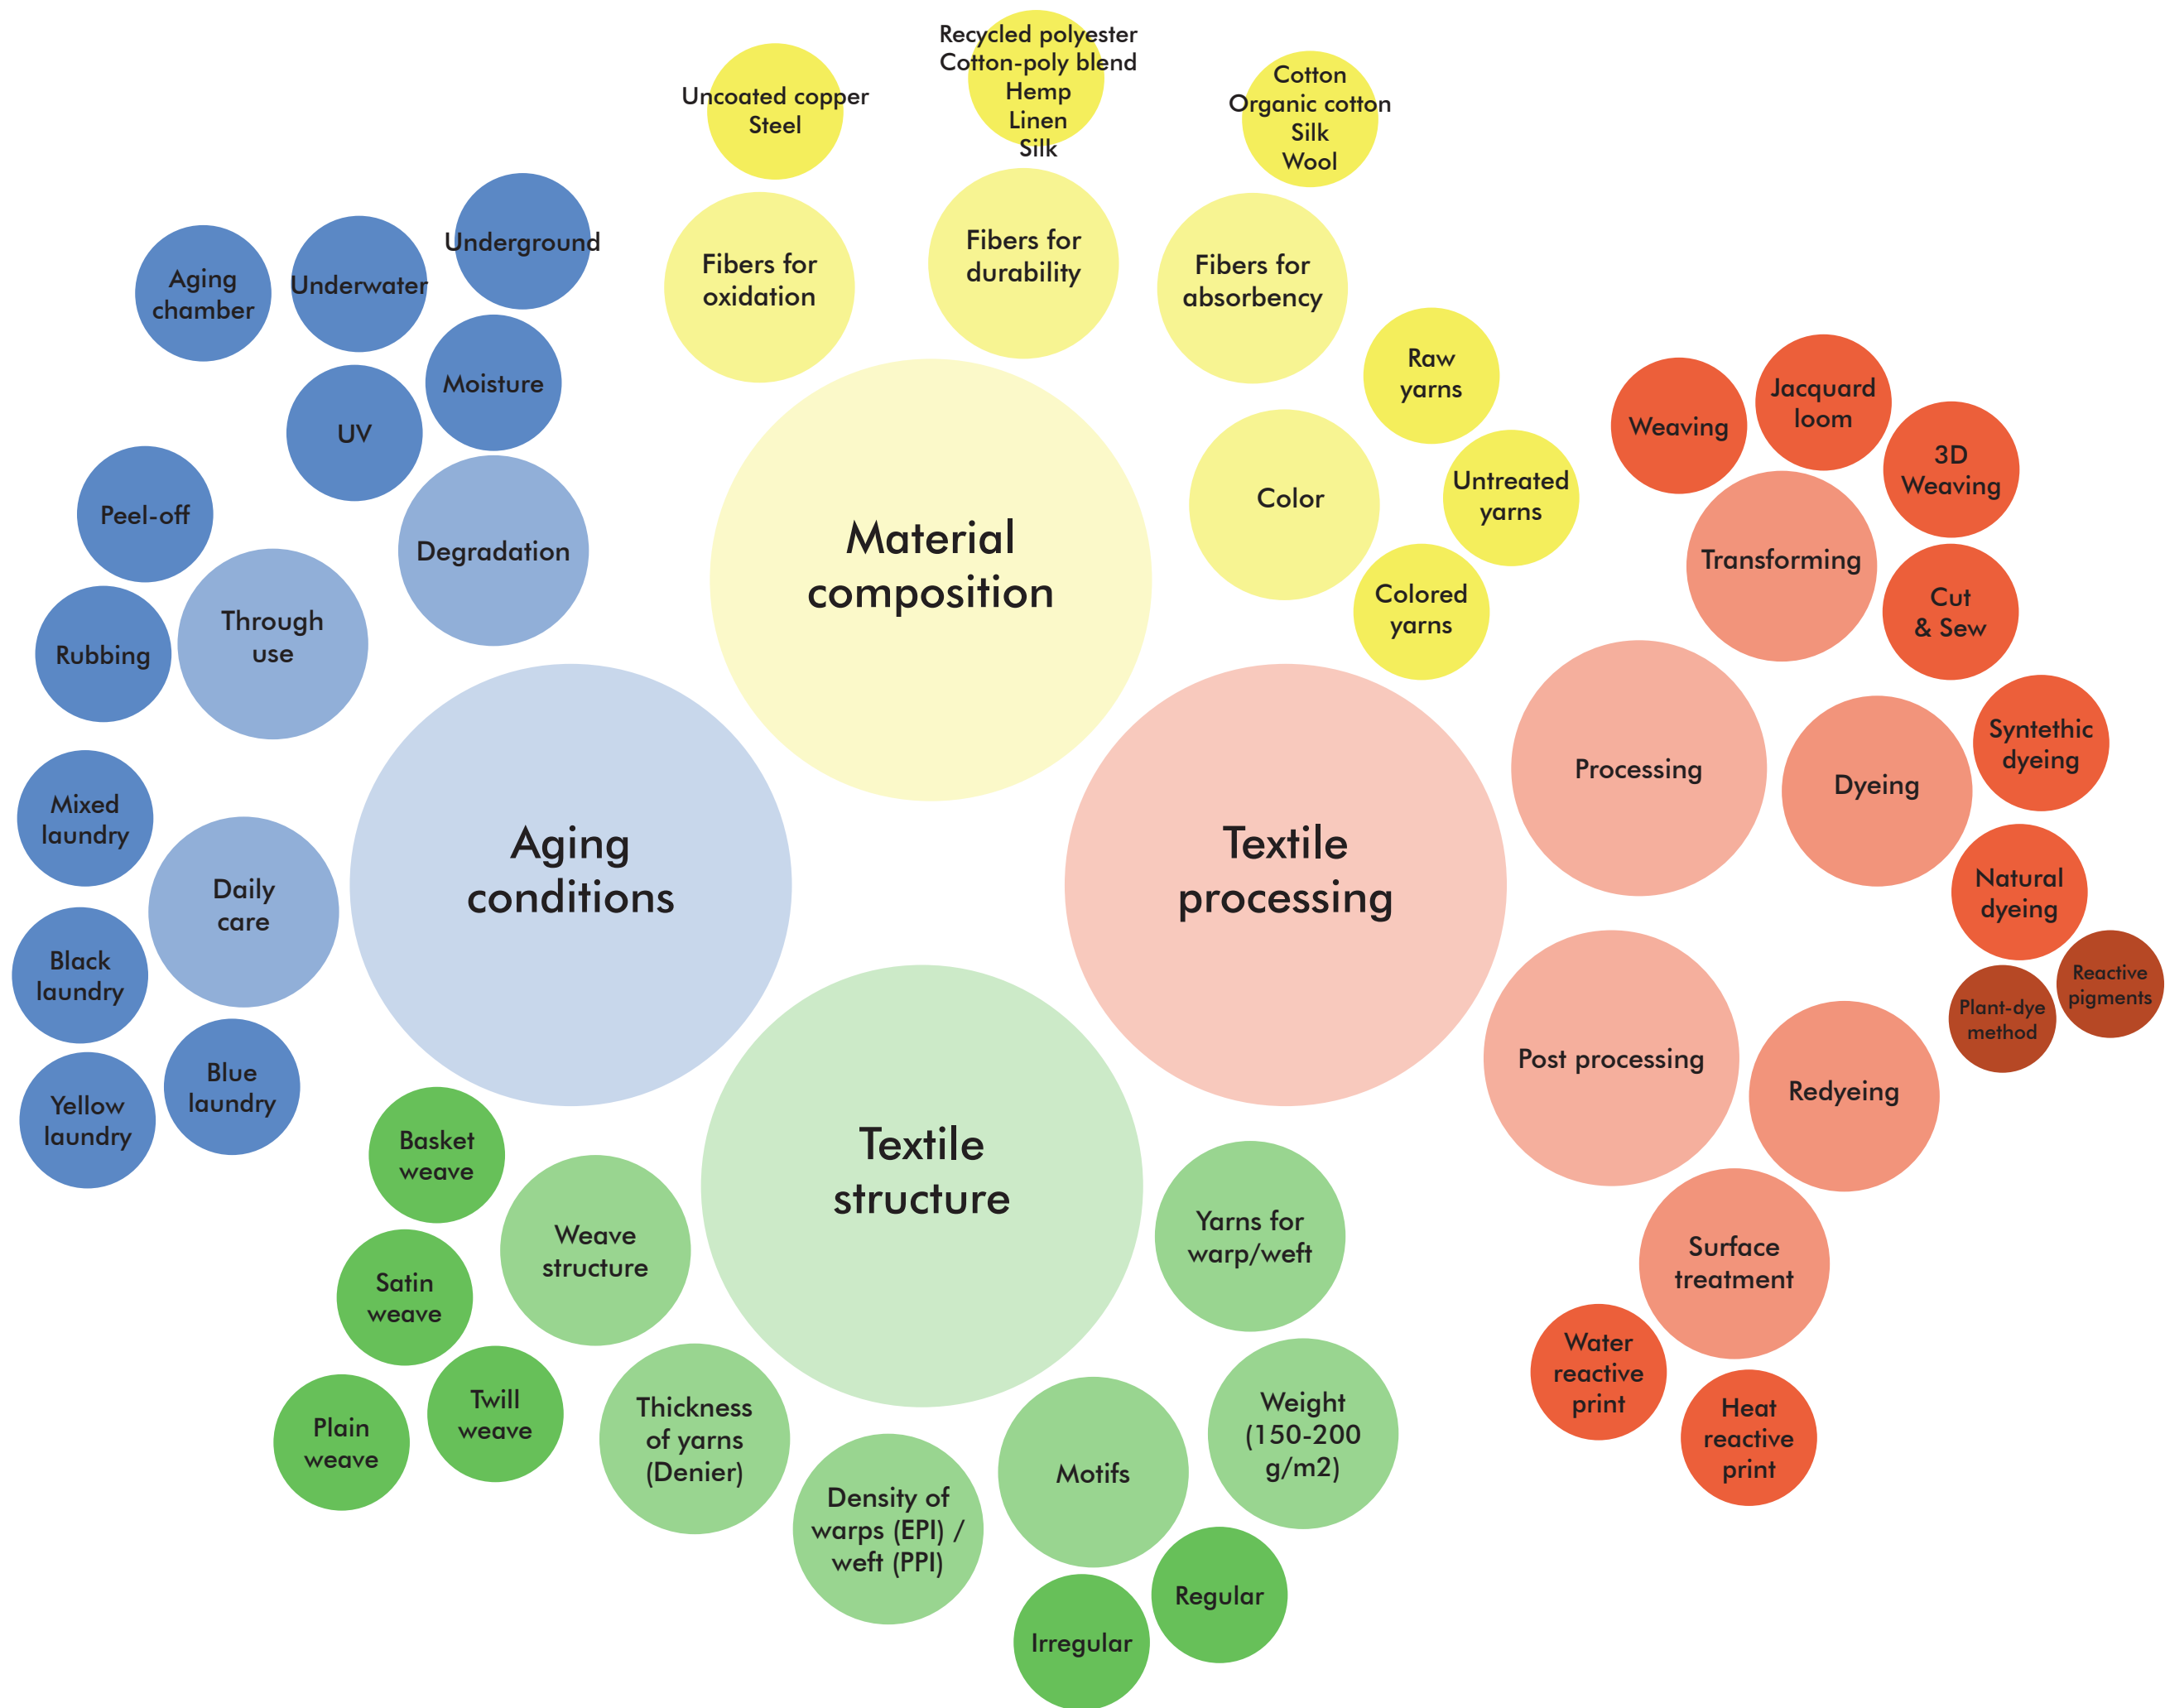 Recycled polyester
Cotton-poly blend
Hemp
Linen
Silk
Uncoated copper
Steel
Cotton
Organic cotton
Silk
Wool
Fibers for
oxidation
Fibers for
durability
Fibers for
absorbency
Color
Raw
yarns
Untreated
yarns
Colored
yarns
Material
composition
Underground
Underwater
Aging
chamber
Moisture
UV
Degradation
Peel-off
Rubbing
Through
use
Mixed
laundry
Daily
care
Black
laundry
Yellow
laundry
Blue
laundry
Aging
conditions
Textile
processing
Processing
Transforming
Weaving
Jacquard
loom
3D
Weaving
Cut
& Sew
Dyeing
Syntethic
dyeing
Natural
dyeing
Plant-dye
method
Reactive
pigments
Post processing
Redyeing
Surface
treatment
Water
reactive
print
Heat
reactive
print
Textile
structure
Weave
structure
Basket
weave
Satin
weave
Plain
weave
Twill
weave
Thickness
of yarns
(Denier)
Density of
warps (EPI) /
weft (PPI)
Motifs
Irregular
Regular
Weight
(150-200
g/m2)
Yarns for
warp/weft